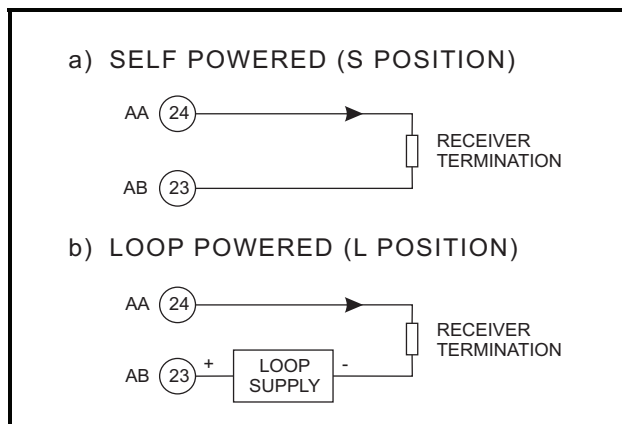 a) SELF POWERED (S POSITION)
AA 24
RECEIVER
TERMINATION
AB 23
b) LOOP POWERED (L POSITION)
AA 24
RECEIVER
TERMINATION
AB 23 + LOOP -
SUPPLY